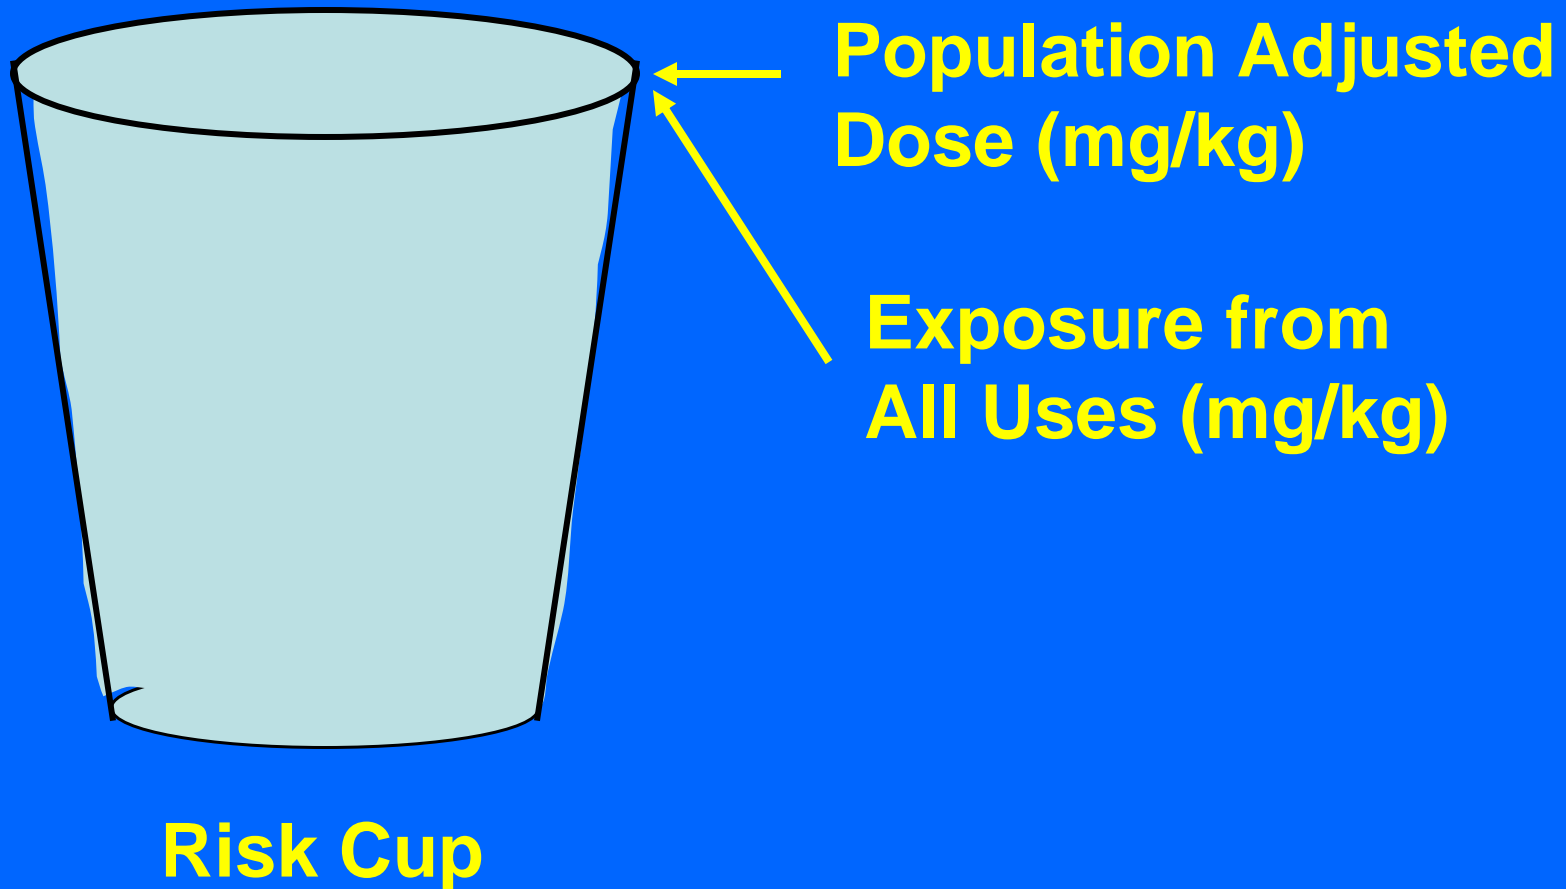 Population Adjusted
Dose (mg/kg)
Exposure from
All Uses (mg/kg)
Risk Cup